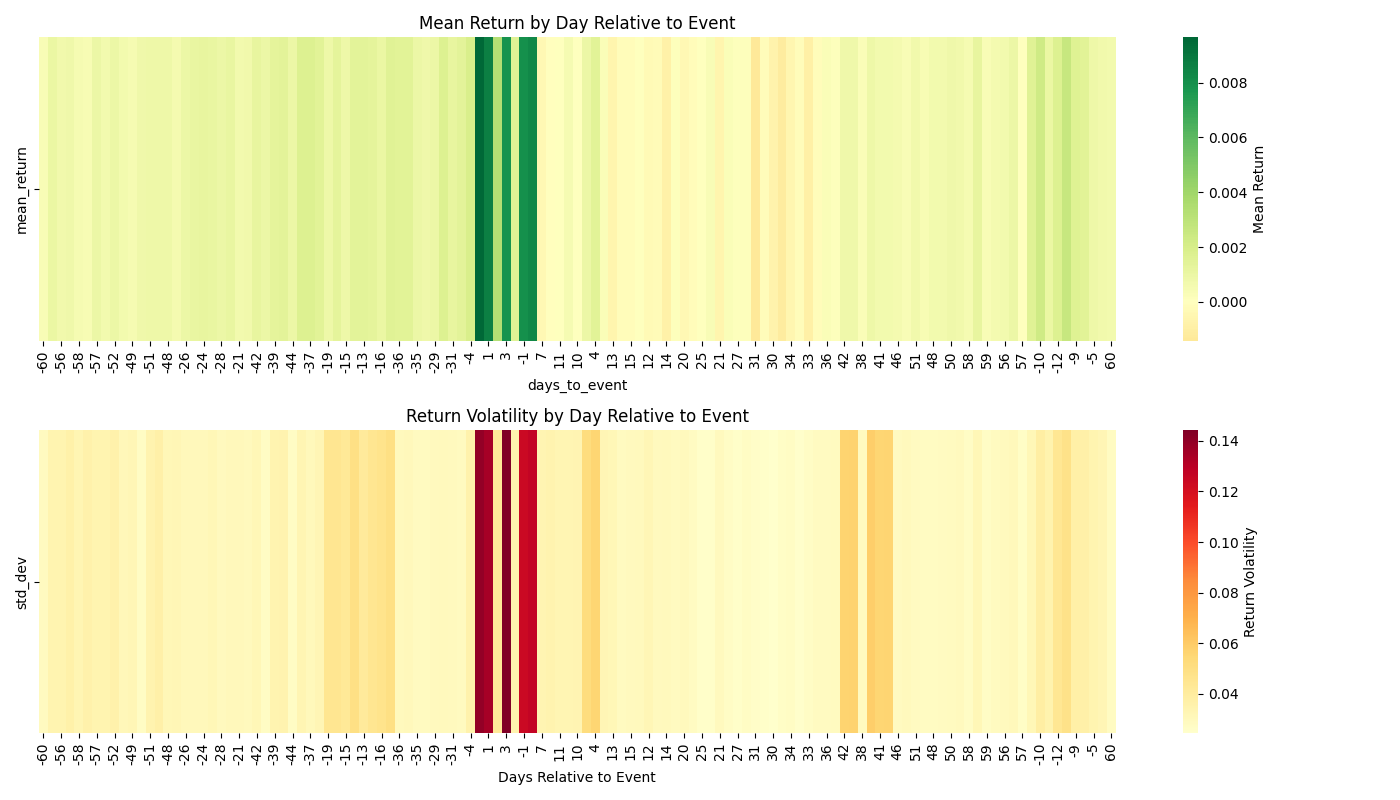 Mean Return by Day Relative to Event
mean_return
-60 -56 -58 -57 -52 -49 -51 -48 -26 -24 -28 -21 -42 -39 -44 -37 -19 -15 -13 -16 -36 -35 -29 -31 -4 1 3 -1 7 11 10 4 13 15 12 14 20 25 21 27 31 30 34 33 36 42 38 41 46 51 48 50 58 59 56 57 -10 -12 -9 -5 60
days_to_event
0.008
0.006
0.004
0.002
0.000
Mean Return
Return Volatility by Day Relative to Event
std_dev
-60 -56 -58 -57 -52 -49 -51 -48 -26 -24 -28 -21 -42 -39 -44 -37 -19 -15 -13 -16 -36 -35 -29 -31 -4 1 3 -1 7 11 10 4 13 15 12 14 20 25 21 27 31 30 34 33 36 42 38 41 46 51 48 50 58 59 56 57 -10 -12 -9 -5 60
Days Relative to Event
0.14
0.12
0.10
0.08
0.06
0.04
Return Volatility